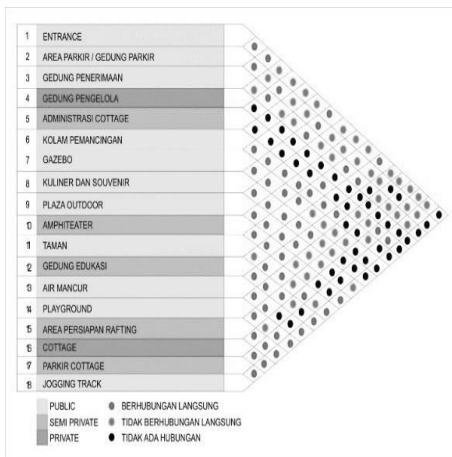 1 ENTRANCE
2 AREA PARKIR / GEDUNG PARKIR
3 GEDUNG PENERIMAAN
4 GEDUNG PENGELOLA
5 ADMINISTRASI COTTAGE
6 KOLAM PEMANCINGAN
7 GAZEBO
8 KULINER DAN SOUVENIR
9 PLAZA OUTDOOR
10 AMPHITEATER
11 TAMAN
12 GEDUNG EDUKASI
13 AIR MANCUR
14 PLAYGROUND
15 AREA PERSIAPAN RAFTING
16 COTTAGE
17 PARKIR COTTAGE
18 JOGGING TRACK
PUBLIC BERHUBUNGAN LANGSUNG
SEMI PRIVATE TIDAK BERHUBUNGAN LANGSUNG
PRIVATE TIDAK ADA HUBUNGAN